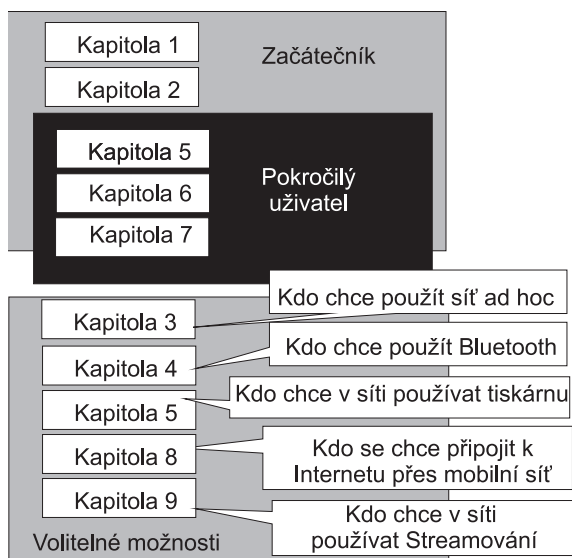 Kapitola 1
Začátečník
Kapitola 2
Kapitola 5
Pokročilý
uživatel
Kapitola 6
Kapitola 7
Kapitola 3
Kdo chce použít síť ad hoc
Kapitola 4
Kdo chce použít Bluetooth
Kapitola 5
Kdo chce v síti používat tiskárnu
Kapitola 8
Kdo se chce připojit k
Internetu přes mobilní síť
Kapitola 9
Kdo chce v síti
používat Streamování
Volitelné možnosti